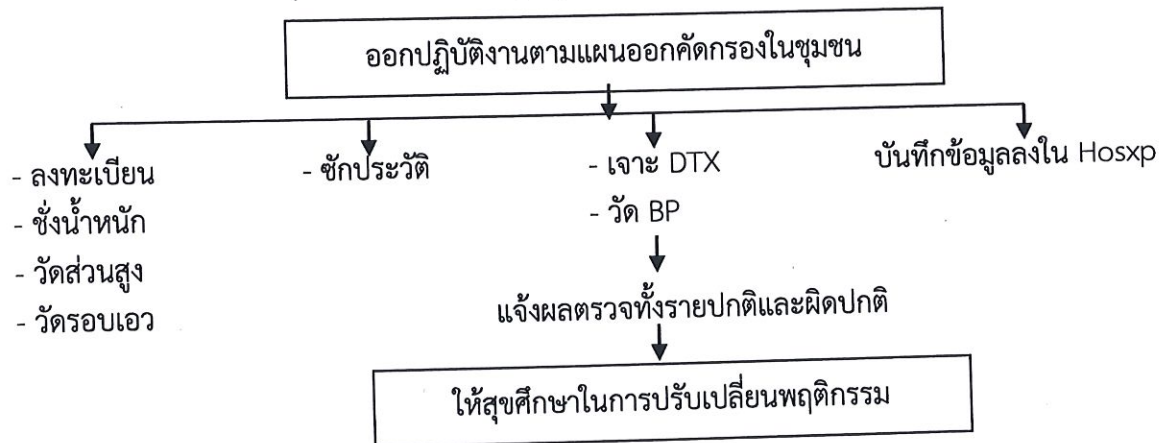 ออกปฏิบัติงานตามแผนออกคัดกรองในชุมชน
- ลงทะเบียน
- ชั่งน้ำหนัก
- วัดส่วนสูง
- วัดรอบเอว
- ซักประวัติ
- เจาะ DTX
- วัด BP
บันทึกข้อมูลลงใน Hosxp
แจ้งผลตรวจทั้งรายปกติและผิดปกติ
ให้สุขศึกษาในการปรับเปลี่ยนพฤติกรรม